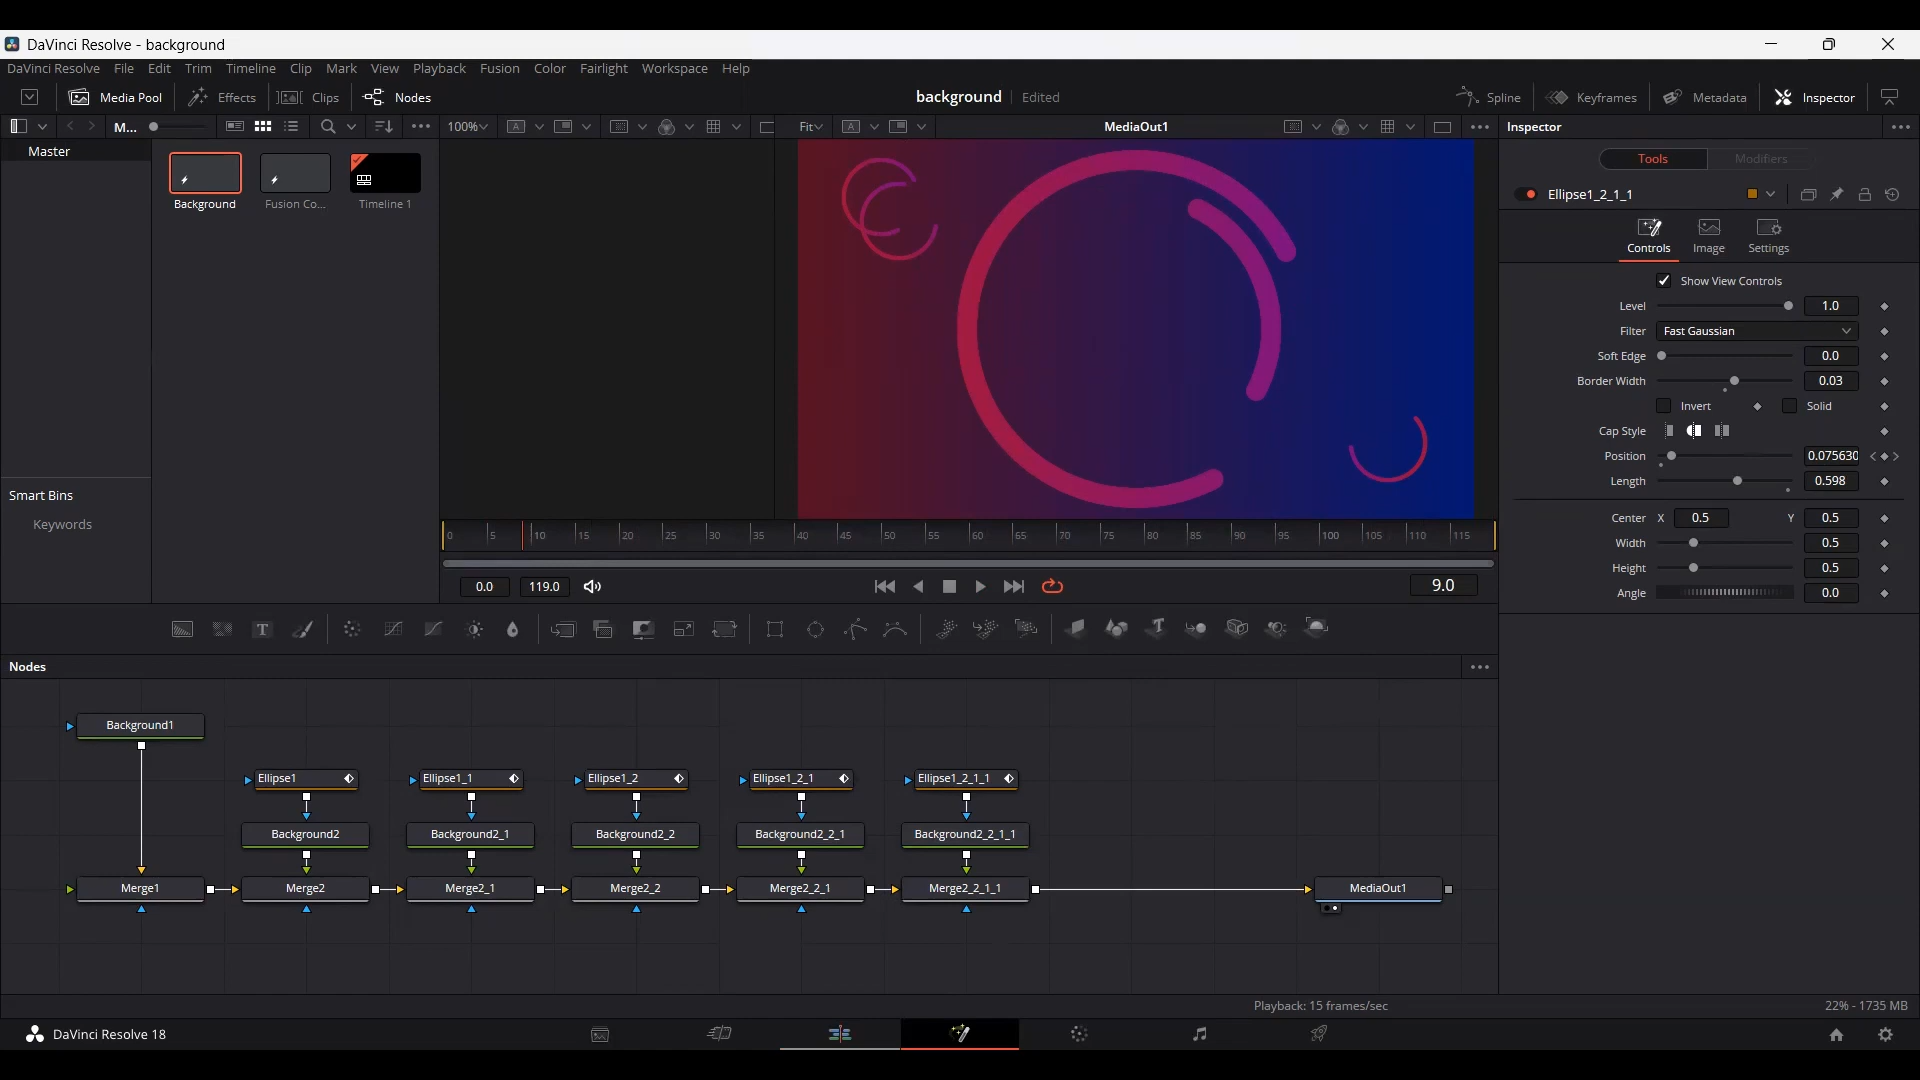 DaVinci Resolve - background
DaVinci Resolve File Edit Trim Timeline Clip Mark View Playback Fusion Color Fairlight Workspace Help
Media Pool Effects Clips Nodes background Edited Spline Keyframes Metadata Inspector
M... 100% A Fit A MediaOut1 Inspector
Master
Background
Fusion Co...
Timeline 1
Smart Bins
Keywords
0 5 10 15 20 25 30 35 40 45 50 55 60 65 70 75 80 85 90 95 100 105 110 115
0.0 119.0 9.0
Tools Modifiers
Ellipse1_2_1_1
Controls Image Settings
Show View Controls
Level 1.0
Filter Fast Gaussian
Soft Edge 0.0
Border Width 0.03
Invert Solid
Cap Style
Position 0.075630
Length 0.598
Center X 0.5 Y 0.5
Width 0.5
Height 0.5
Angle 0.0
T T
Nodes
Background1
Ellipse1 Ellipse1_1 Ellipse1_2 Ellipse1_2_1 Ellipse1_2_1_1
Background2 Background2_1 Background2_2 Background2_2_1 Background2_2_1_1
Merge1 Merge2 Merge2_1 Merge2_2 Merge2_2_1 Merge2_2_1_1 MediaOut1
Playback: 15 frames/sec 22% - 1735 MB
DaVinci Resolve 18